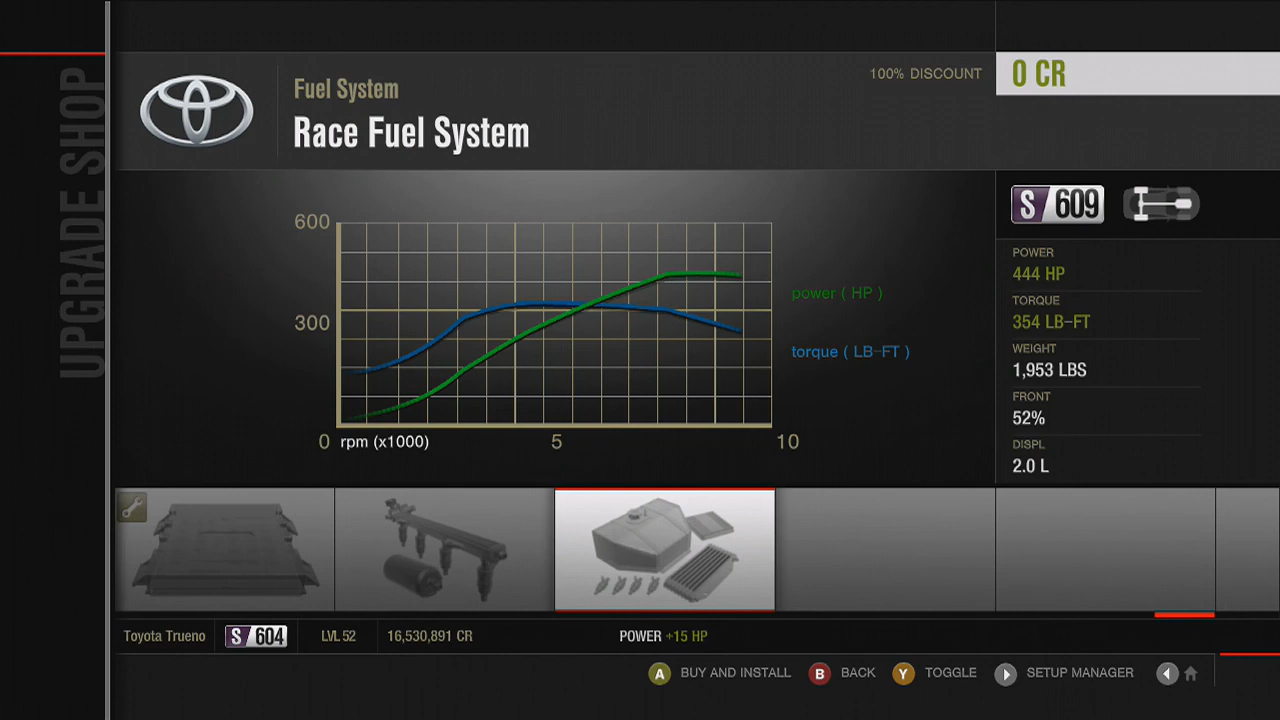 UPGRADE SHOP
Fuel System
Race Fuel System
100% DISCOUNT
0 CR
600
300
0
rpm (x1000)
5
10
power ( HP )
torque ( LB-FT )
S 609
POWER
444 HP
TORQUE
354 LB-FT
WEIGHT
1,953 LBS
FRONT
52%
DISPL
2.0 L
Toyota Trueno
S 604
LVL 52
16,530,891 CR
POWER +15 HP
A BUY AND INSTALL
B BACK
Y TOGGLE
SETUP MANAGER